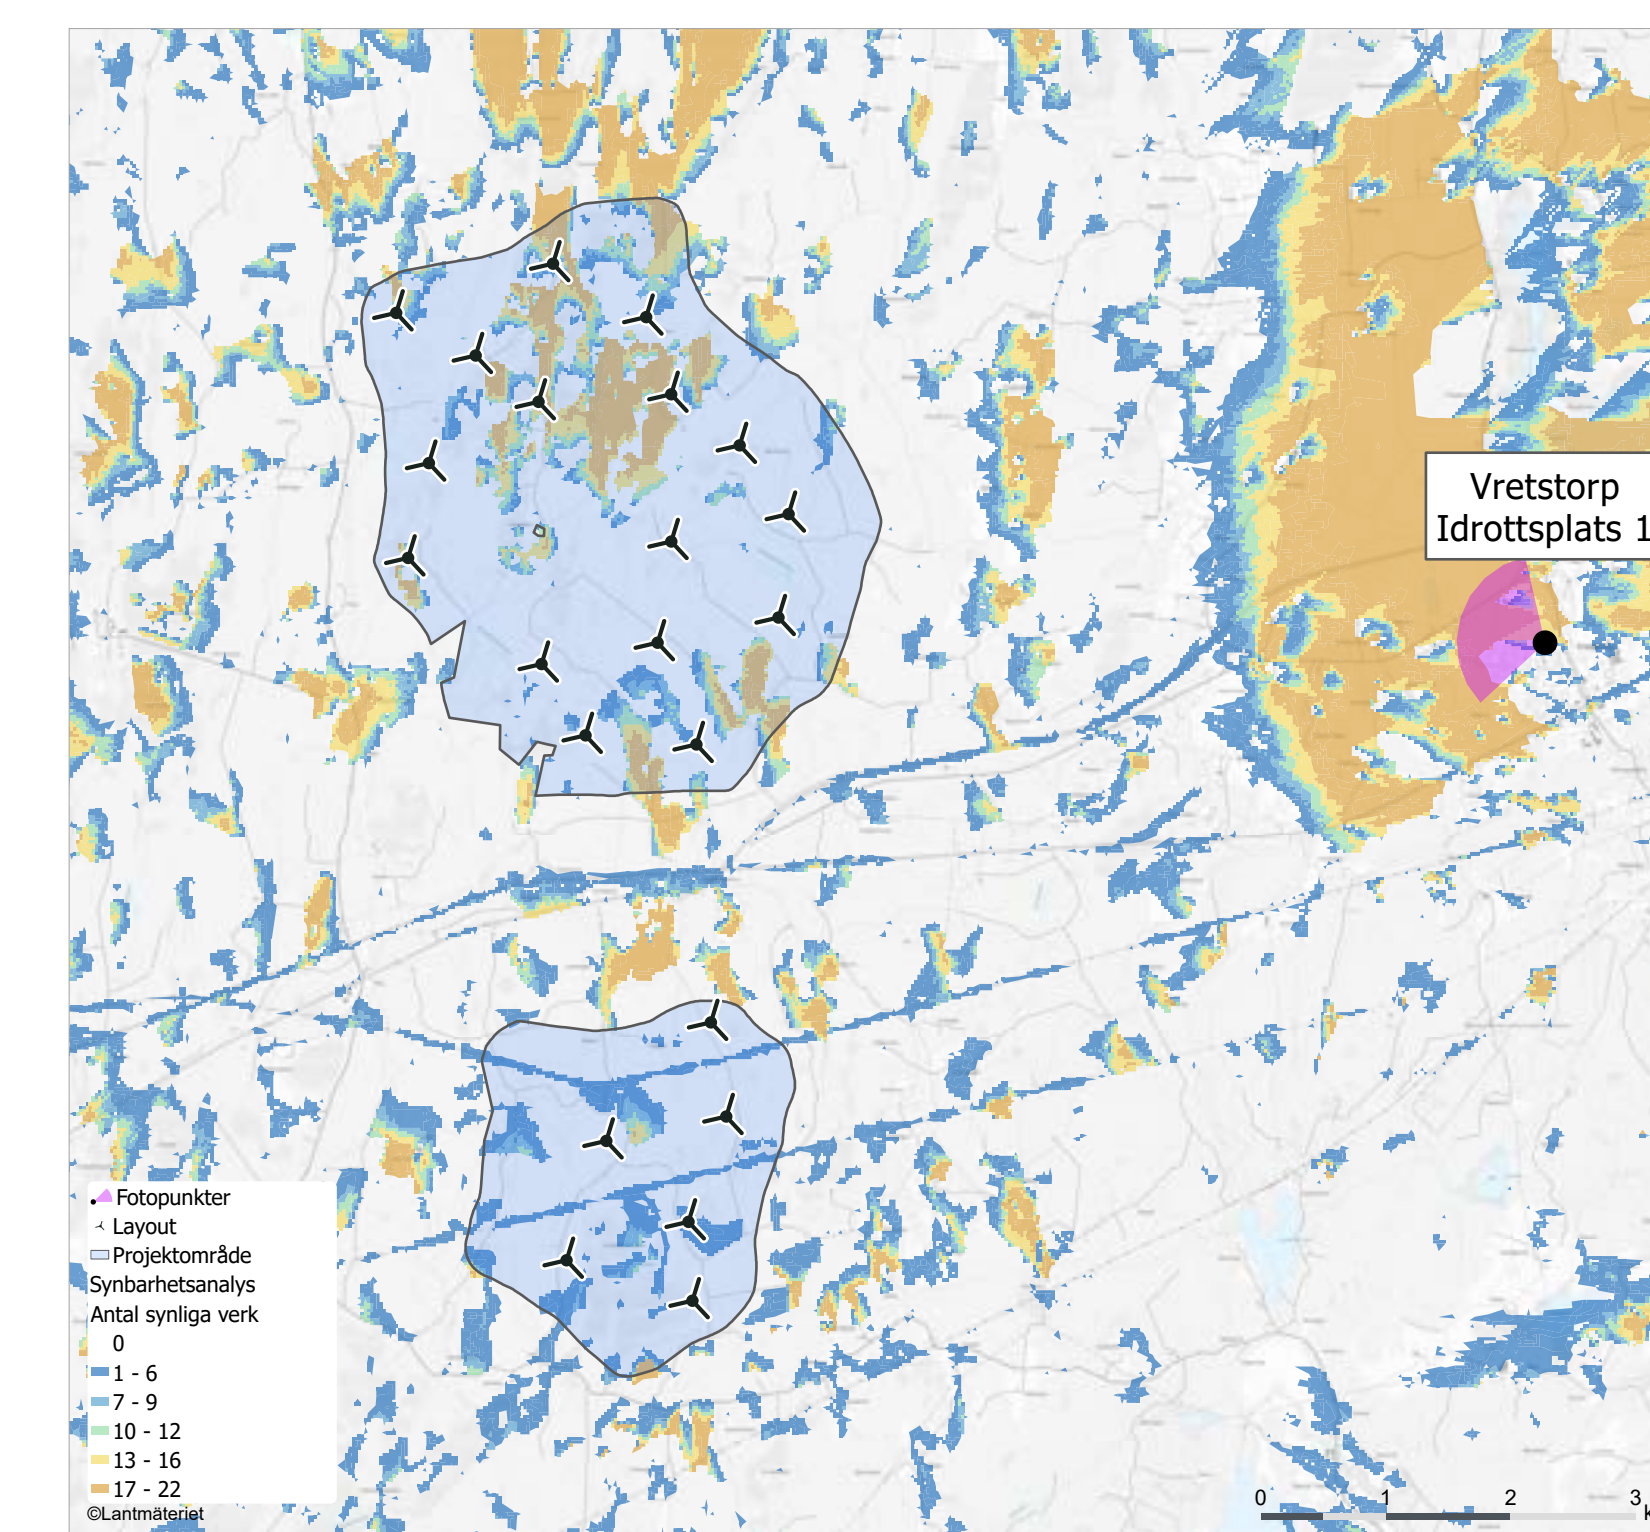 Vretstorp
Idrottsplats 1
Fotopunkter
Layout
Projektområde
Synbarhetsanalys
Antal synliga verk
0
1 - 6
7 - 9
10 - 12
13 - 16
17 - 22
©Lantmäteriet
0 1 2 3